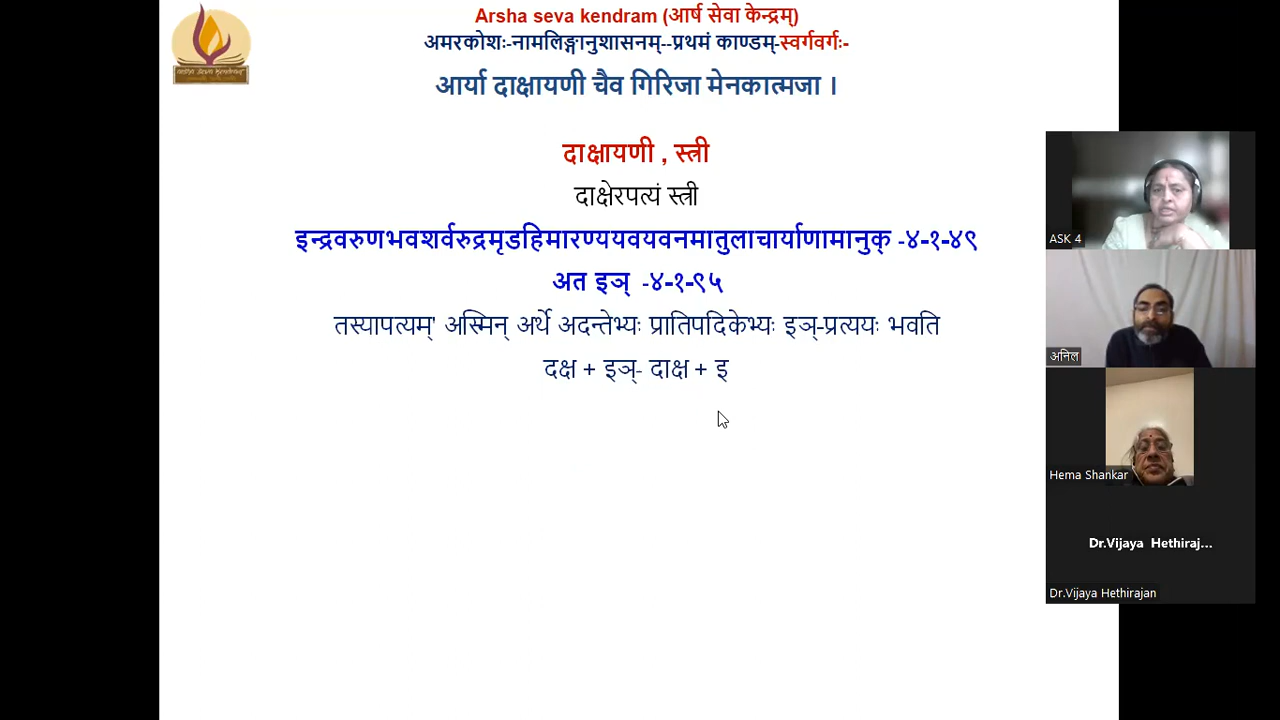 Arsha seva kendram (आर्ष सेवा केन्द्रम्)
अमरकोशः-नामलिङ्गानुशासनम्--प्रथमं काण्डम्-स्वर्गवर्गः-
आर्या दाक्षायणी चैव गिरिजा मेनकात्मजा ।
दाक्षायणी , स्त्री
दाक्षेरपत्यं स्त्री
इन्द्रवरुणभवशर्वरुद्रमृडहिमारण्ययवयवनमातुलाचार्याणामानुक् -४-१-४९
अत इञ् -४-१-९५
तस्यापत्यम्' अस्मिन् अर्थे अदन्तेभ्यः प्रातिपदिकेभ्यः इञ्-प्रत्ययः भवति
दक्ष + इञ्- दाक्ष + इ
ASK 4
अनिल
Hema Shankar
Dr.Vijaya Hethiraj...
Dr.Vijaya Hethirajan